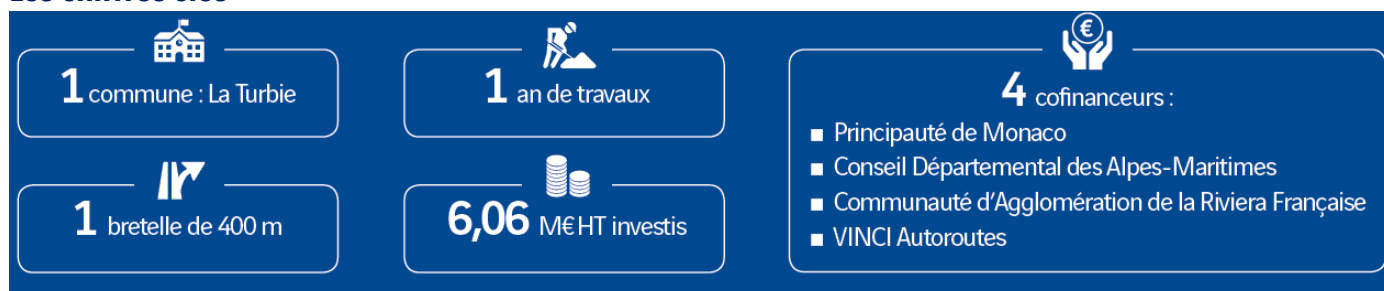 1 commune : La Turbie
1 an de travaux
1 bretelle de 400 m
6,06 M€ HT investis
4 cofinanceurs :
■ Principauté de Monaco
■ Conseil Départemental des Alpes-Maritimes
■ Communauté d'Agglomération de la Riviera Française
■ VINCI Autoroutes